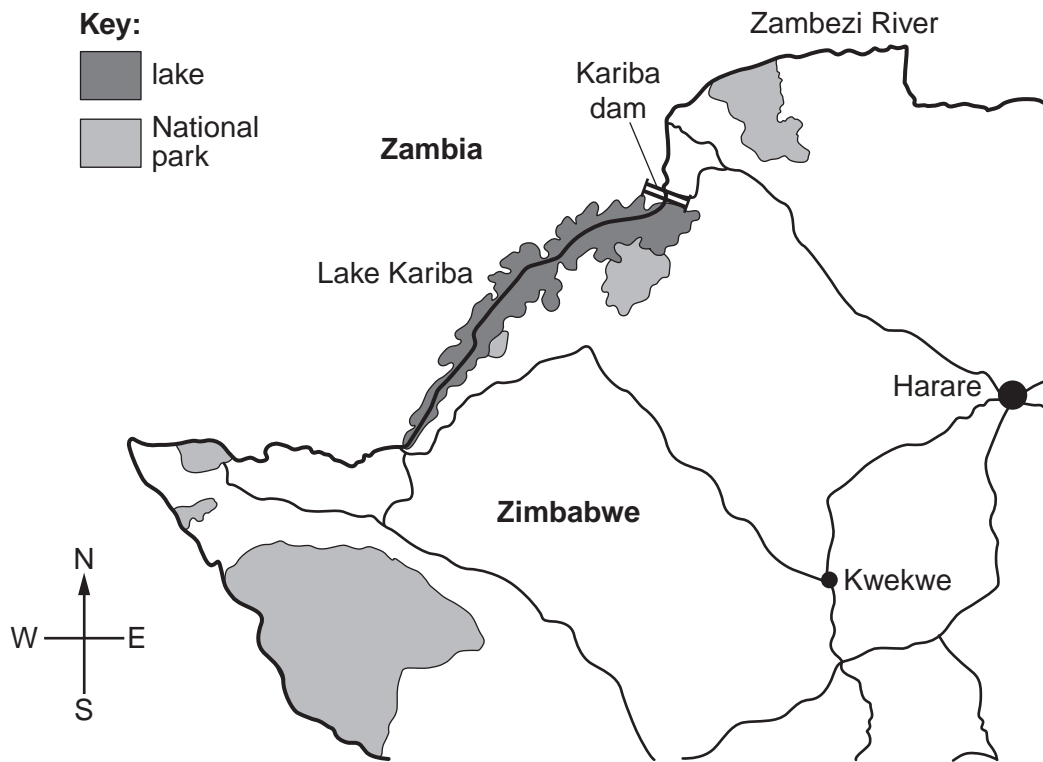 Key:
lake
National
park
Zambezi River
Kariba
dam
Zambia
Lake Kariba
Harare
Zimbabwe
Kwekwe
N
W E
S